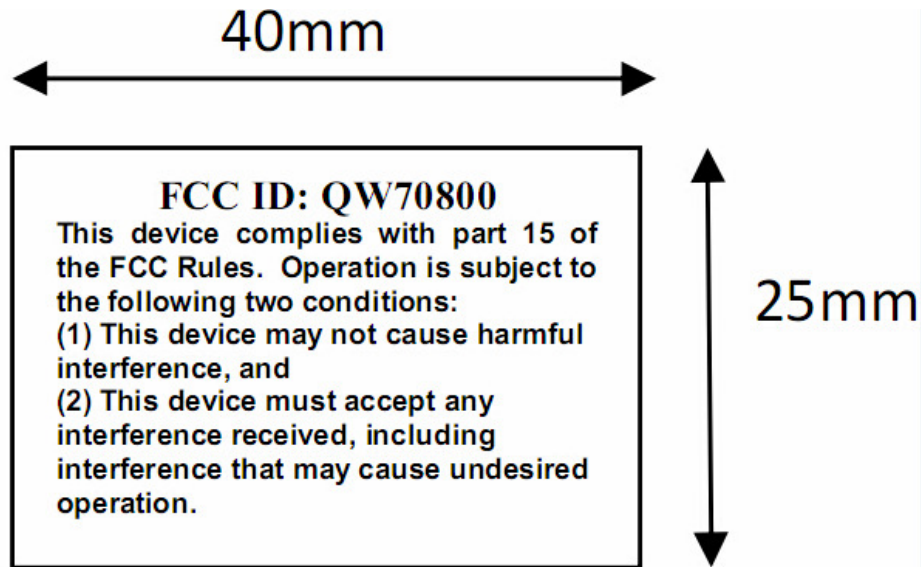 40mm
FCC ID: QW70800
This device complies with part 15 of
the FCC Rules. Operation is subject to
the following two conditions:
(1) This device may not cause harmful
interference, and
(2) This device must accept any
interference received, including
interference that may cause undesired
operation.
25mm